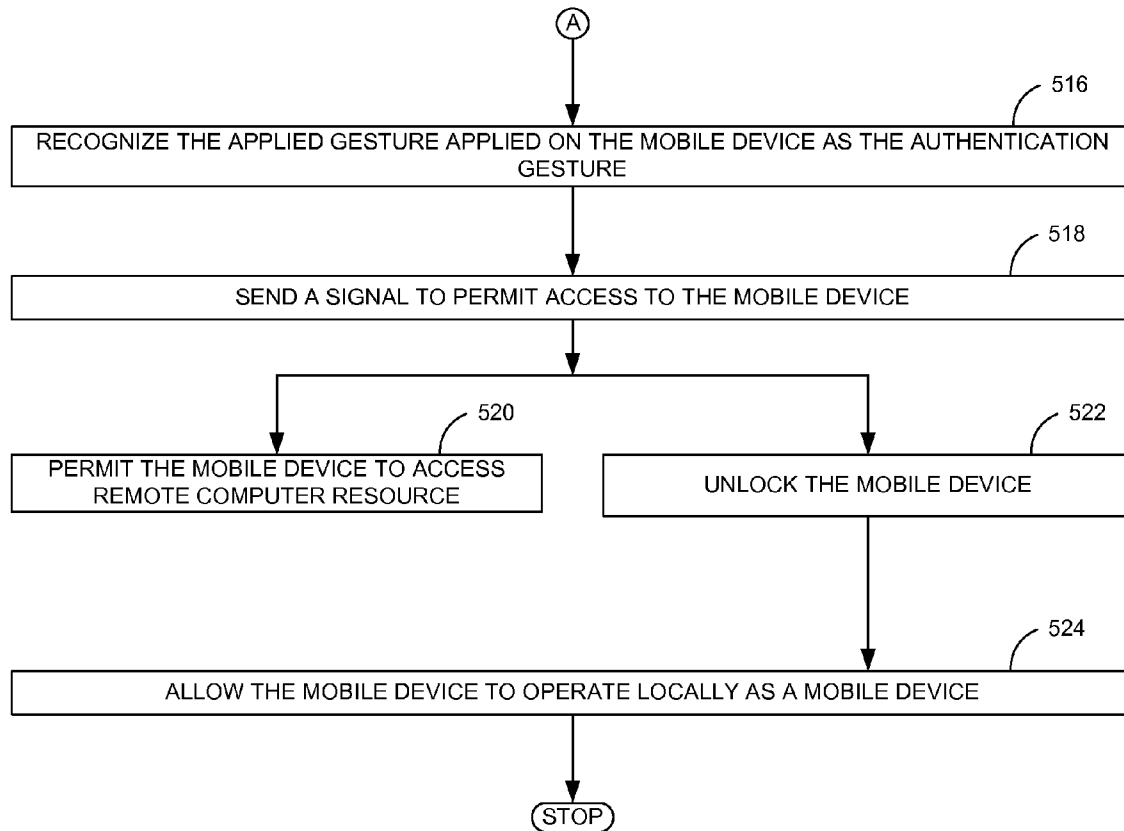 A
516
RECOGNIZE THE APPLIED GESTURE APPLIED ON THE MOBILE DEVICE AS THE AUTHENTICATION
GESTURE
518
SEND A SIGNAL TO PERMIT ACCESS TO THE MOBILE DEVICE
520
PERMIT THE MOBILE DEVICE TO ACCESS
REMOTE COMPUTER RESOURCE
522
UNLOCK THE MOBILE DEVICE
524
ALLOW THE MOBILE DEVICE TO OPERATE LOCALLY AS A MOBILE DEVICE
STOP